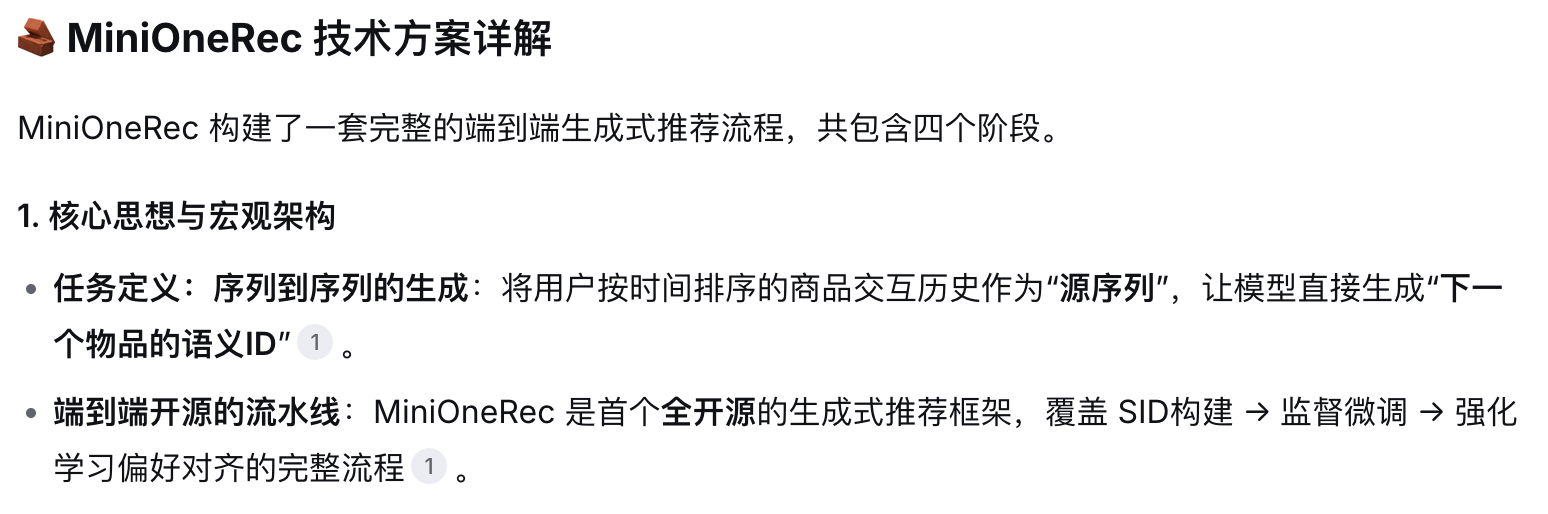 MiniOneRec 技术方案详解
MiniOneRec 构建了一套完整的端到端生成式推荐流程，共包含四个阶段。
1. 核心思想与宏观架构
任务定义：序列到序列的生成：将用户按时间排序的商品交互历史作为“源序列”，让模型直接生成“下一
个物品的语义ID” 1 。
端到端开源的流水线：MiniOneRec 是首个全开源的生成式推荐框架，覆盖 SID构建 → 监督微调 → 强化
学习偏好对齐的完整流程 1 。